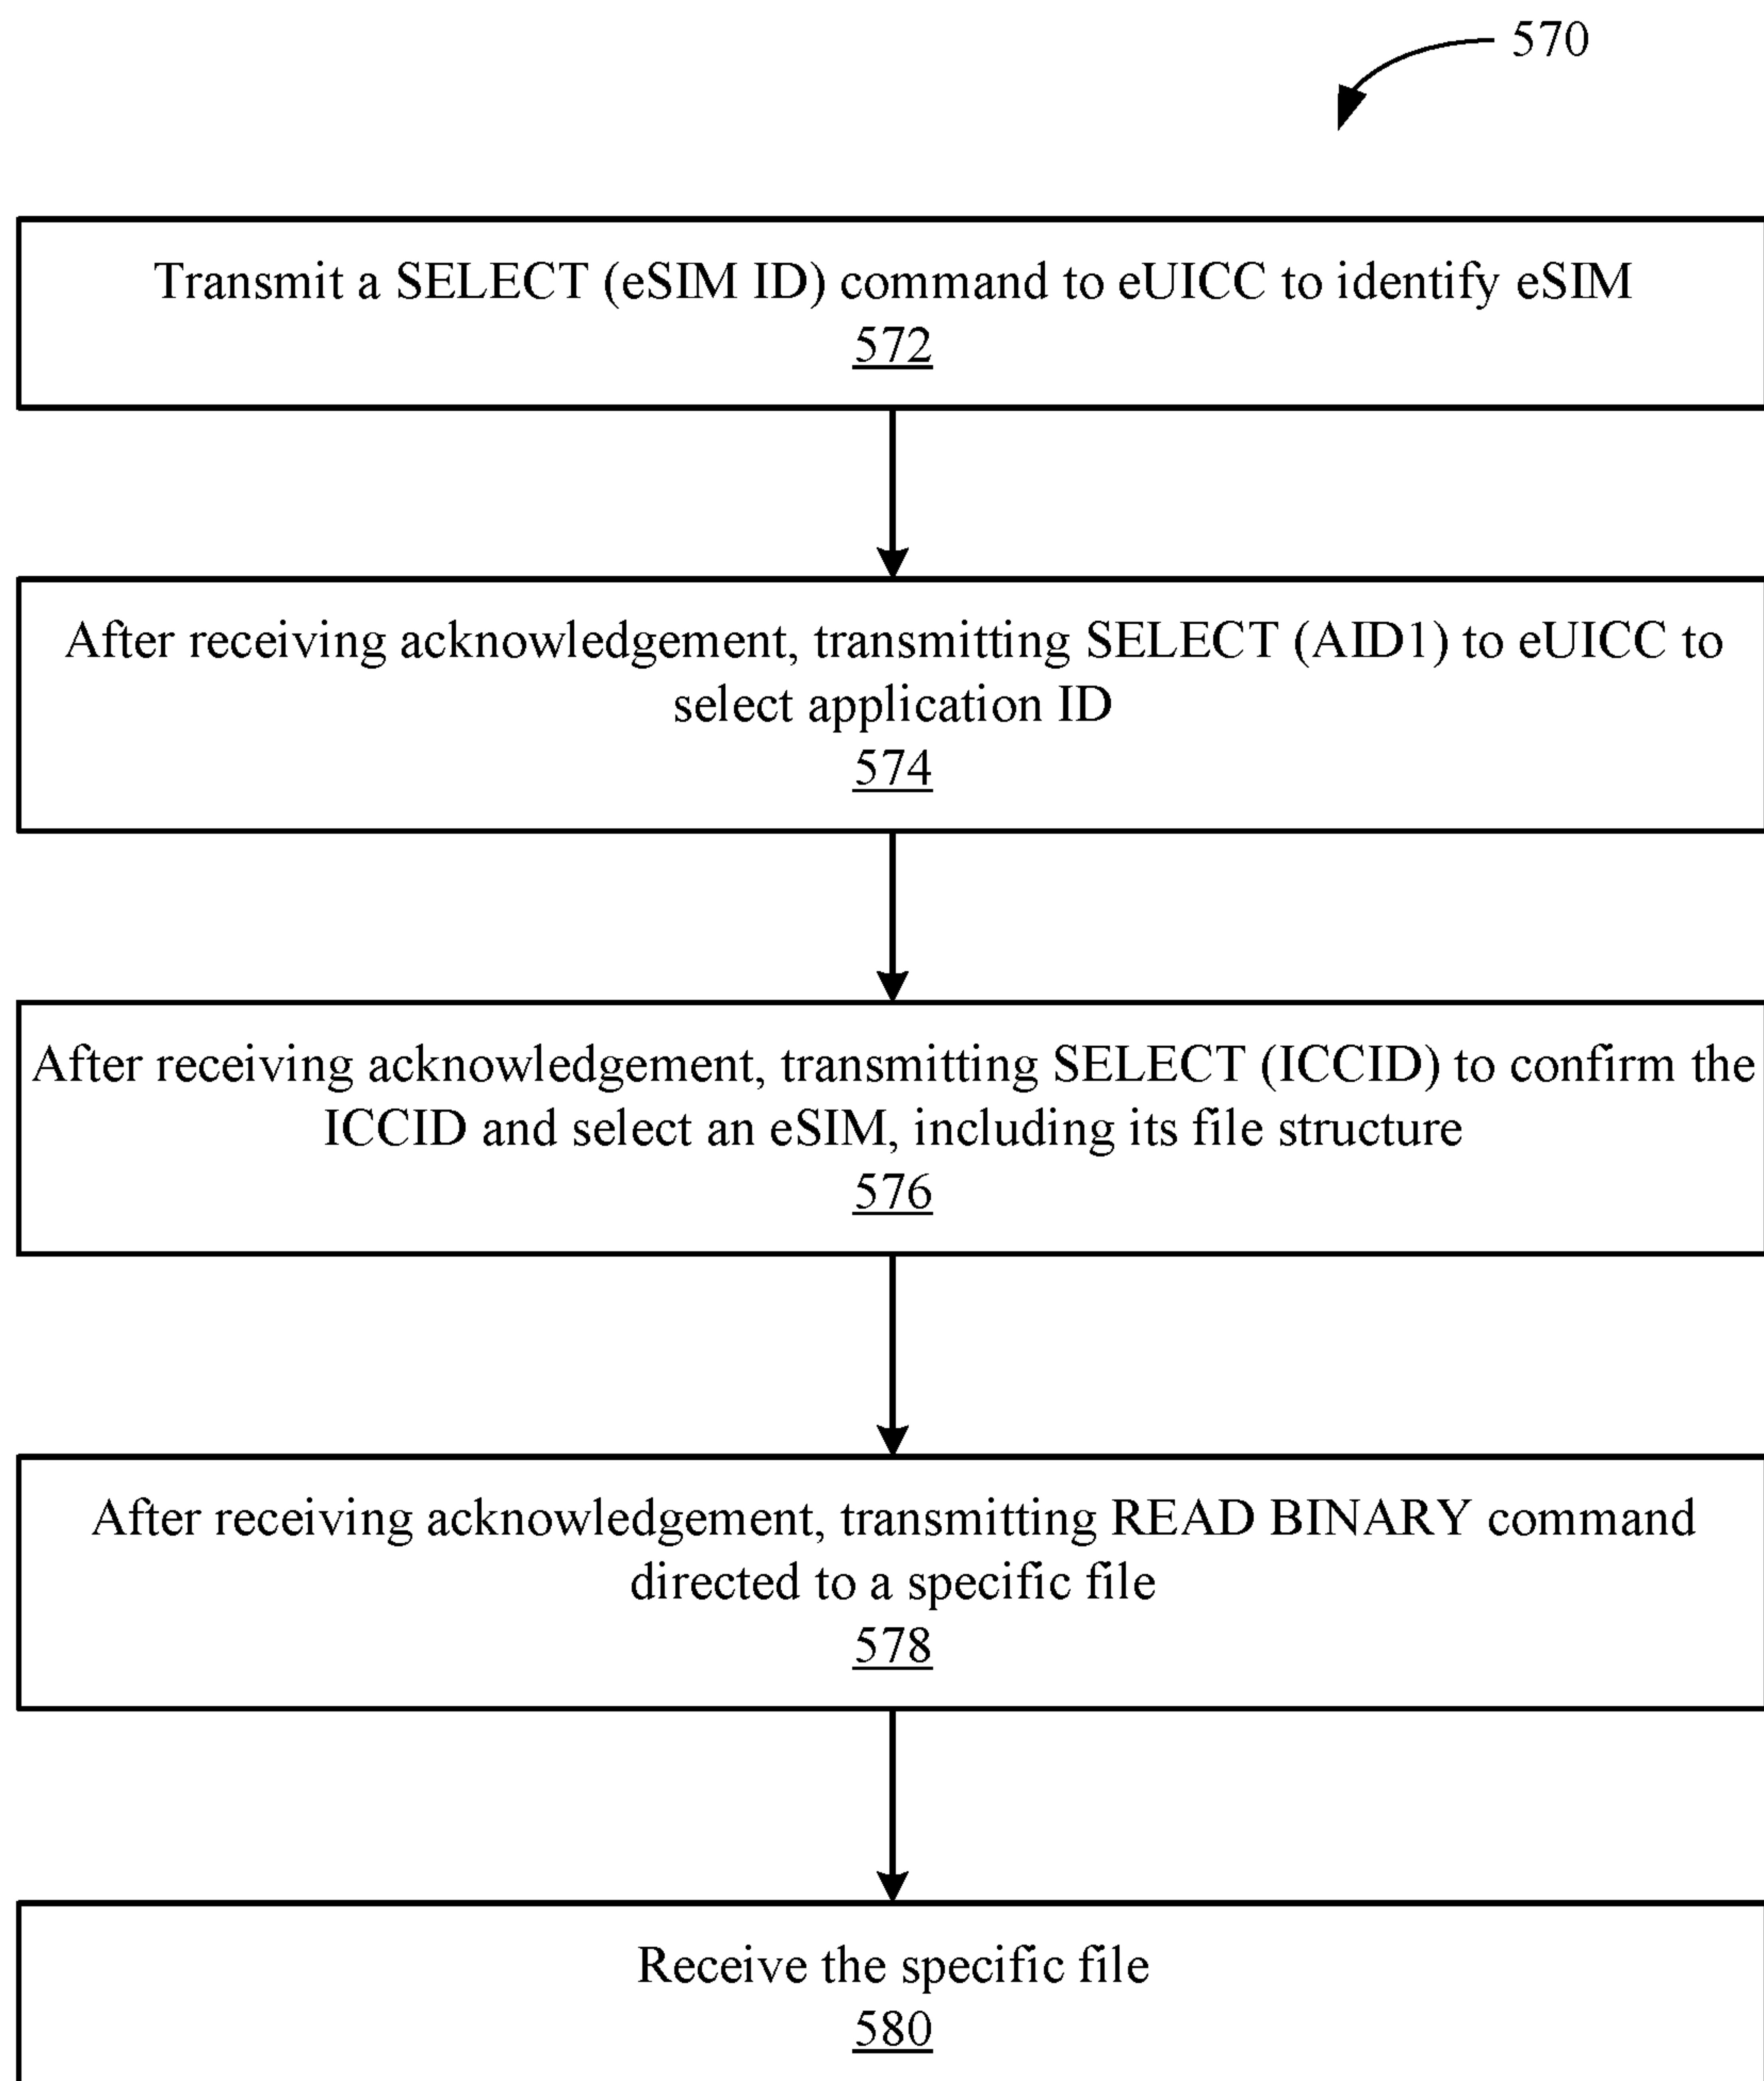 570
Transmit a SELECT (eSIM ID) command to eUICC to identify eSIM
572
After receiving acknowledgement, transmitting SELECT (AID1) to eUICC to
select application ID
574
After receiving acknowledgement, transmitting SELECT (ICCID) to confirm the
ICCID and select an eSIM, including its file structure
576
After receiving acknowledgement, transmitting READ BINARY command
directed to a specific file
578
Receive the specific file
580